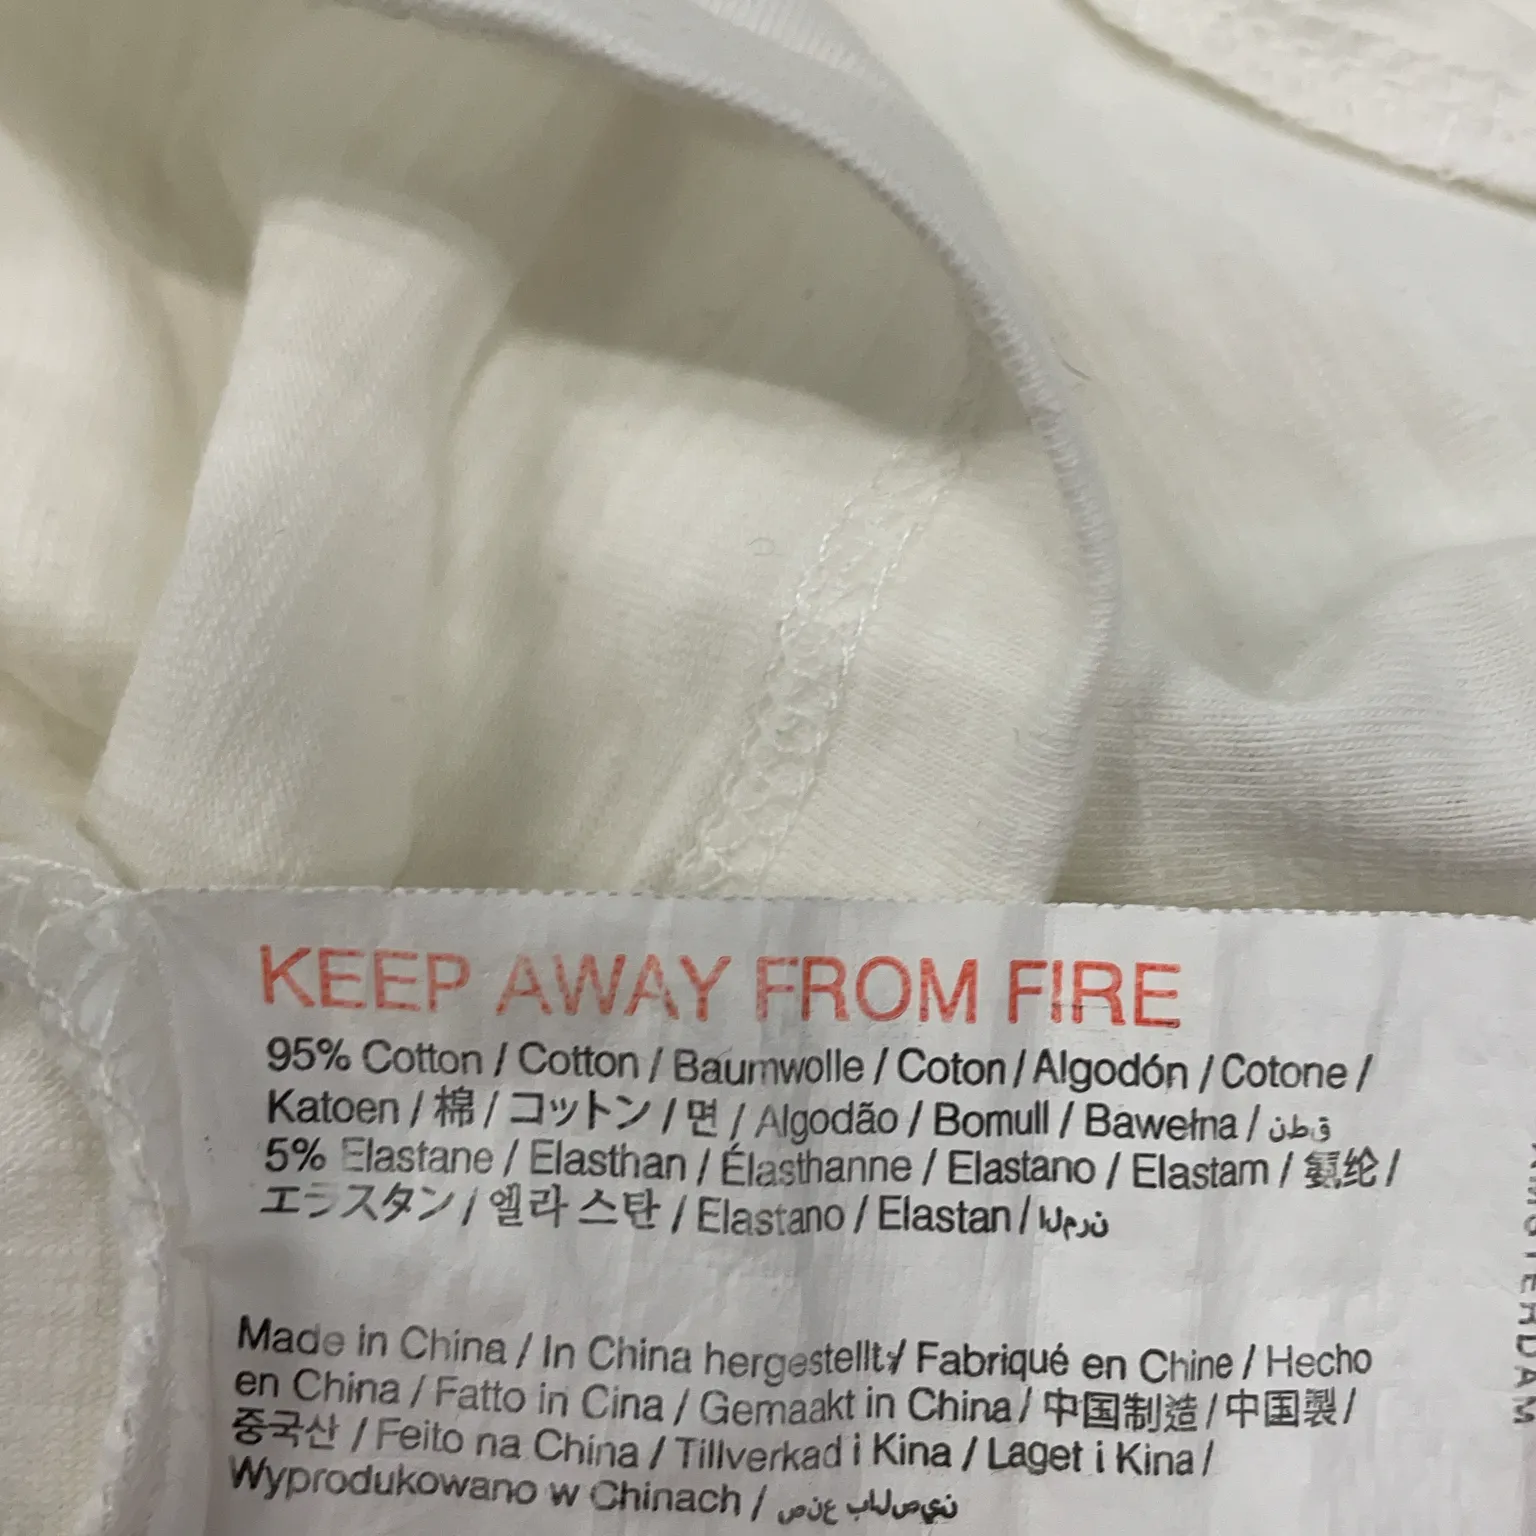 KEEP AWAY FROM FIRE
95% Cotton / Cotton / Baumwolle / Coton / Algodón / Cotone /
Katoen / 棉 / コットン / 면 / Algodão / Bomull / Bawełna / قطن
5% Elastane / Elasthan / Élasthanne / Elastano / Elastam / 氨纶 /
エラスタン / 엘라 스탄 / Elastano / Elastan / المرن
Made in China / In China hergestellt / Fabriqué en Chine / Hecho
en China / Fatto in Cina / Gemaakt in China / 中国制造 / 中国製 /
중국산 / Feito na China / Tillverkad i Kina / Laget i Kina /
Wyprodukowano w Chinach / صنع بالصين
AMSTERDAM